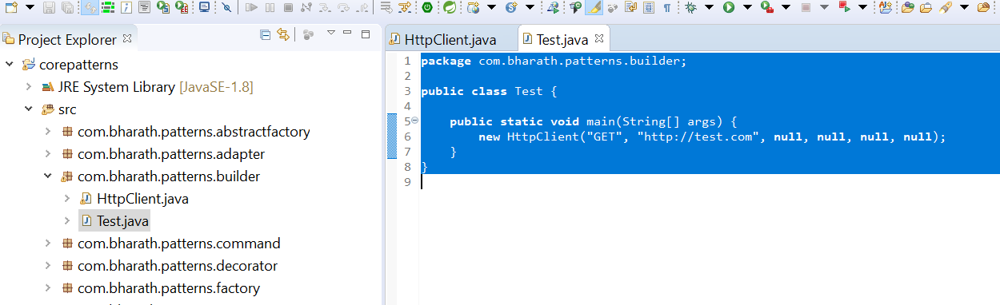 Project Explorer
corepatterns
JRE System Library [JavaSE-1.8]
src
com.bharath.patterns.abstractfactory
com.bharath.patterns.adapter
com.bharath.patterns.builder
HttpClient.java
Test.java
com.bharath.patterns.command
com.bharath.patterns.decorator
com.bharath.patterns.factory
HttpClient.java Test.java
1 package com.bharath.patterns.builder;
2
3 public class Test {
4
5 public static void main(String[] args) {
6 new HttpClient("GET", "http://test.com", null, null, null, null);
7 }
8 }
9